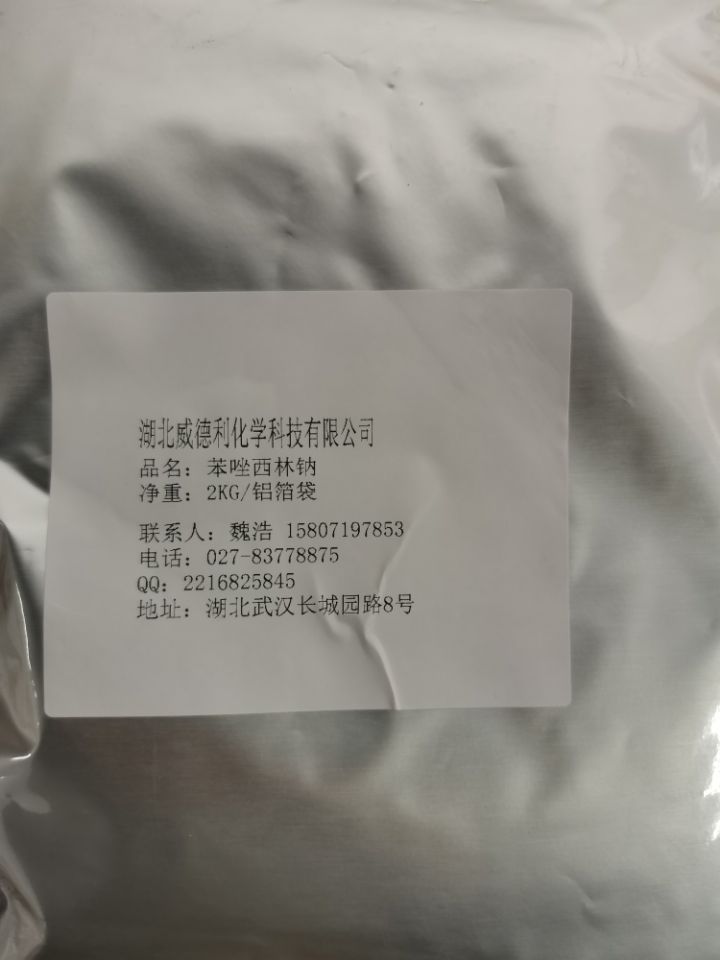 湖北威德利化学科技有限公司
品名：苯唑西林钠
净重：2KG/铝箔袋
联系人：魏浩 15807197853
电话：027-83778875
QQ：2216825845
地址：湖北武汉长城园路8号